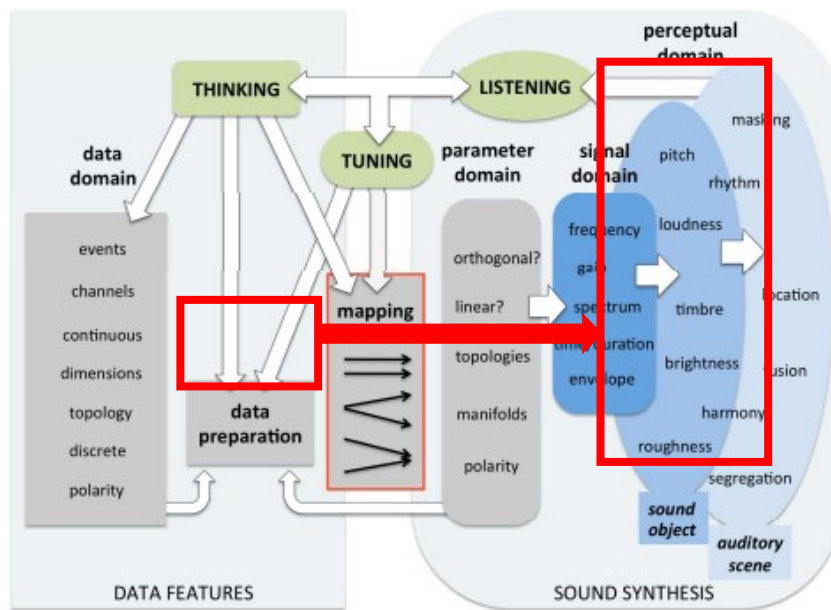 perceptual
domain
THINKING
LISTENING
masking
data
domain
TUNING
parameter
domain
signal
domain
pitch
rhythm
events
orthogonal?
frequency
loudness
channels
gain
continuous
mapping
linear?
spectrum
timbre
location
dimensions
topologies
time/duration
brightness
fusion
topology
data
preparation
manifolds
envelope
harmony
discrete
polarity
roughness
polarity
segregation
sound
object
auditory
scene
DATA FEATURES
SOUND SYNTHESIS